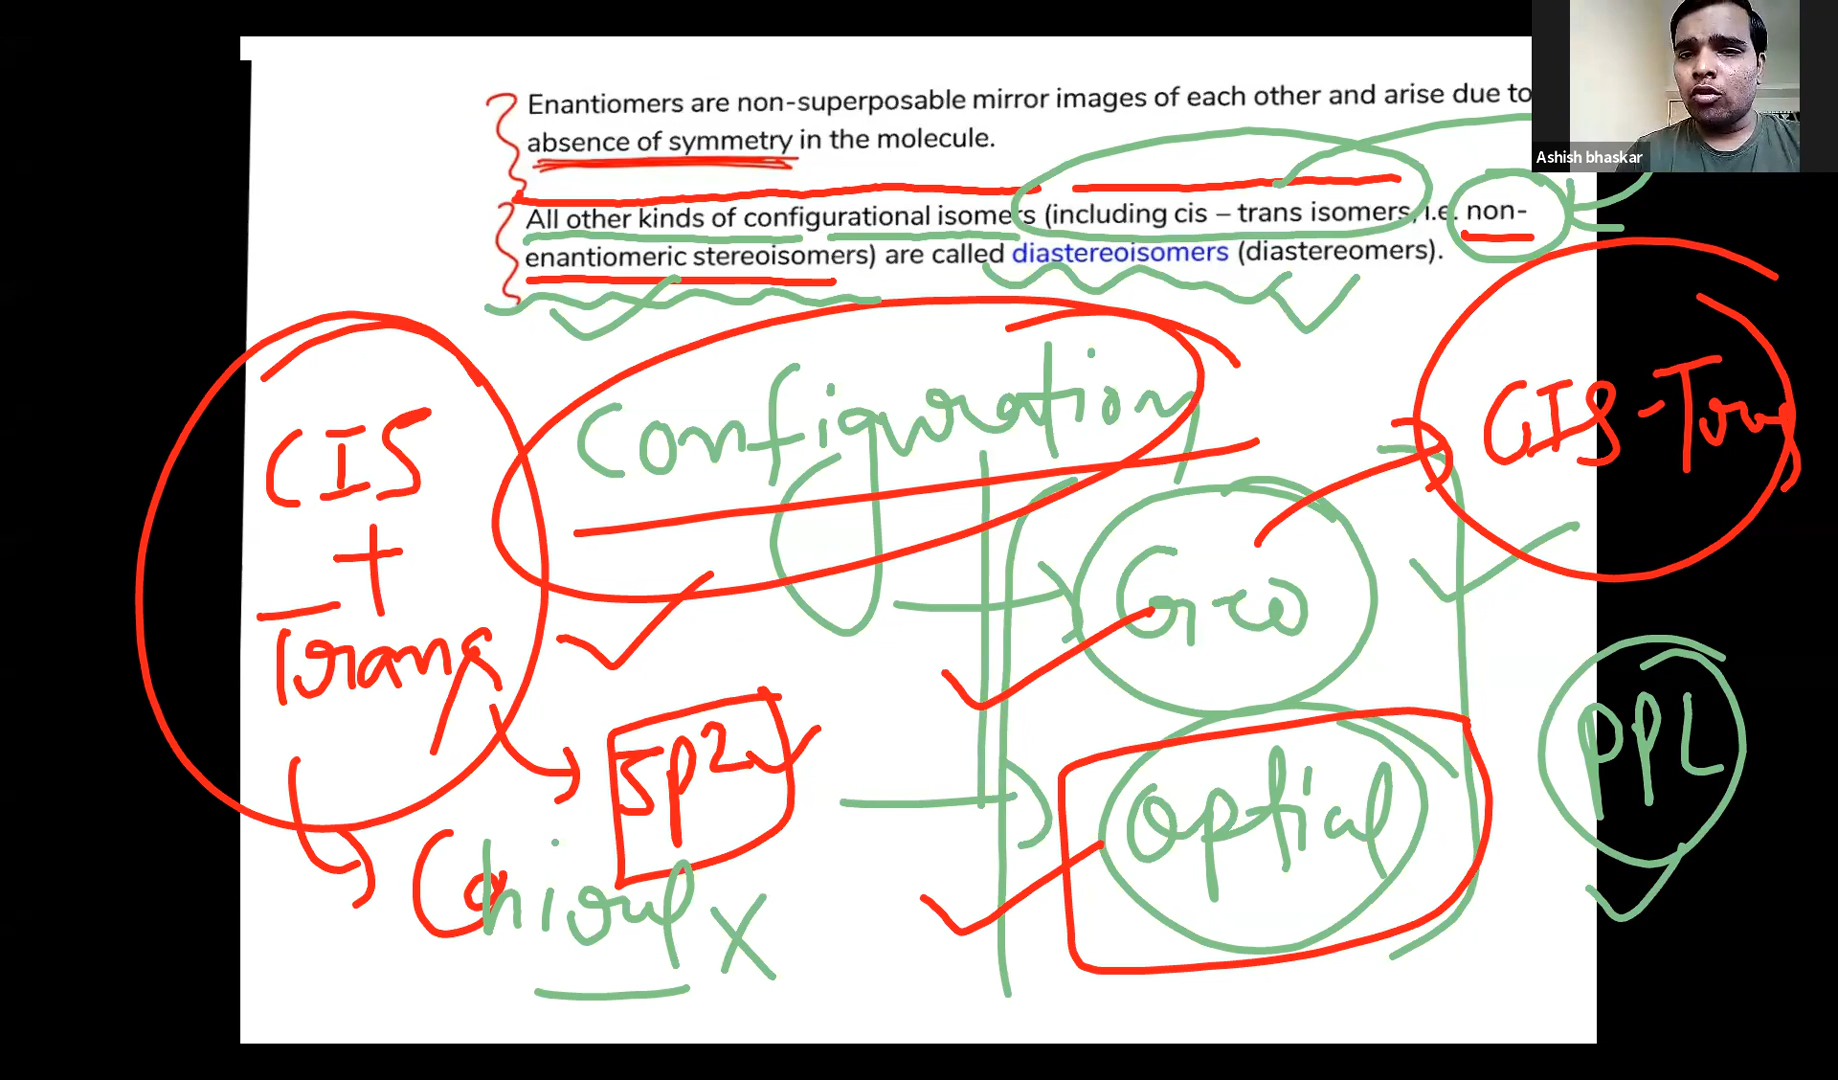 Enantiomers are non-superposable mirror images of each other and arise due to
absence of symmetry in the molecule.
Ashish bhaskar
All other kinds of configurational isomers (including cis – trans isomers, i.e. non-
enantiomeric stereoisomers) are called diastereoisomers (diastereomers).
Configuration
CIS
+
Trans
CIS-Trans
Geo
SP2
PPL
Optical
Chiral X